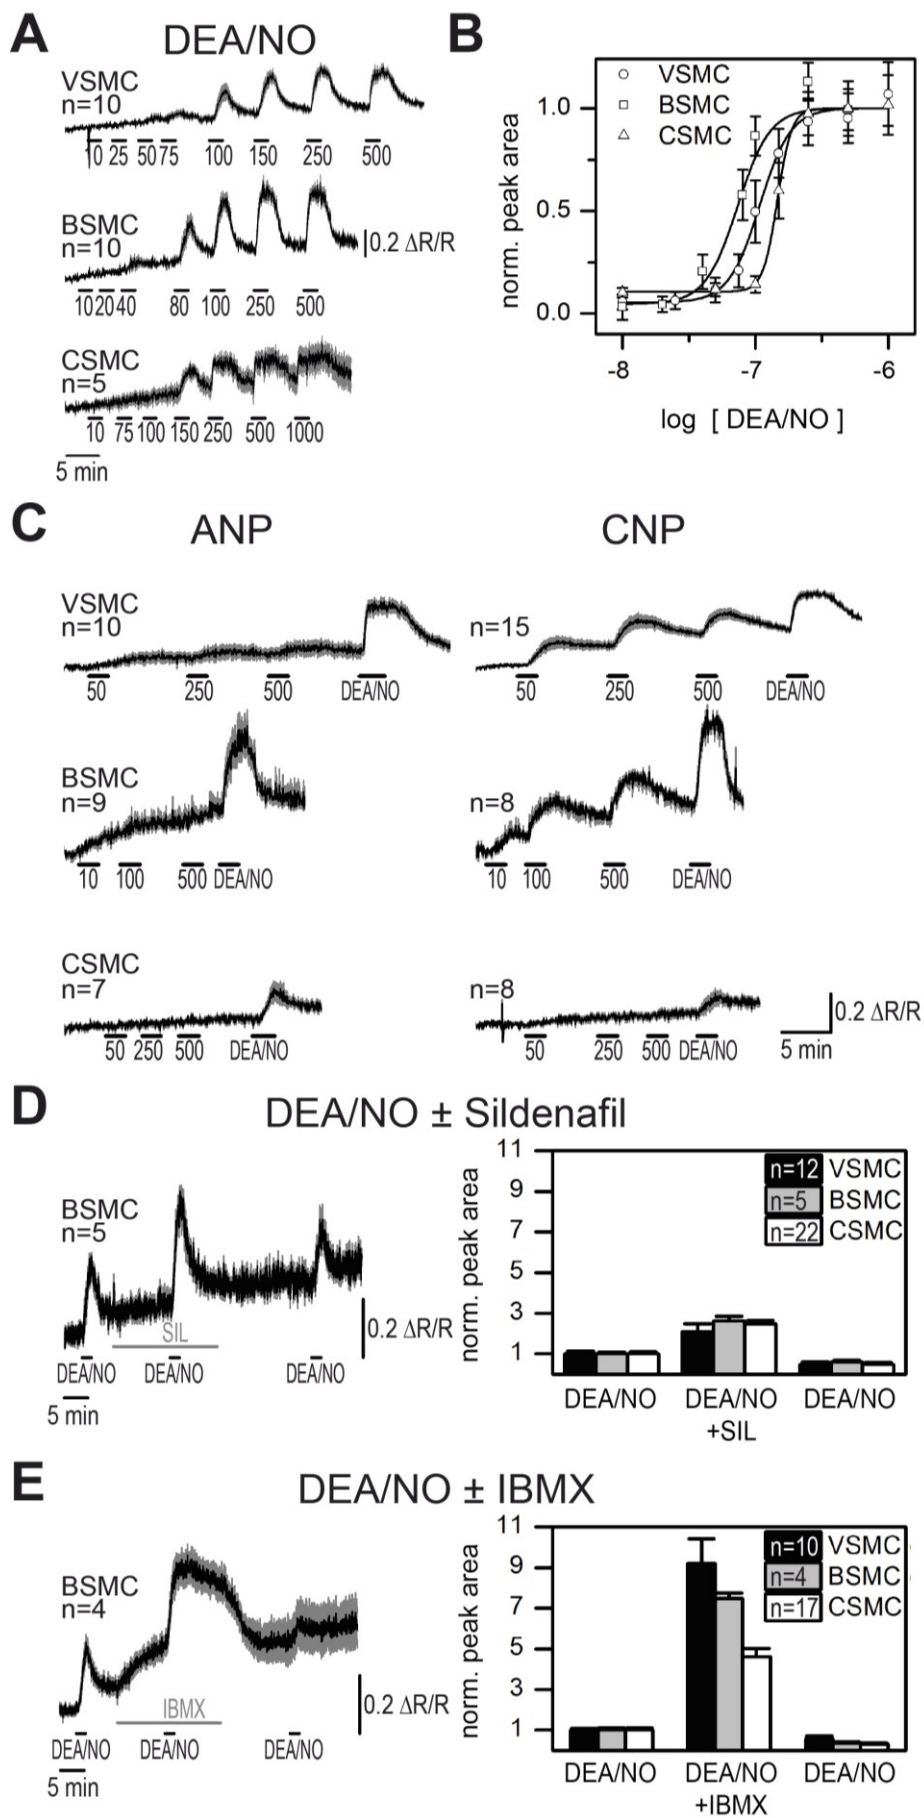 A
DEA/NO
VSMC
n=10
10 25 50 75 100 150 250 500
BSMC
n=10
0.2 ΔR/R
10 20 40 80 100 250 500
CSMC
n=5
10 75 100 150 250 500 1000
5 min
B
VSMC
BSMC
CSMC
norm. peak area
1.0
0.5
0.0
-8 -7 -6
log [ DEA/NO ]
C
ANP CNP
VSMC
n=10
n=15
50 250 500 DEA/NO
50 250 500 DEA/NO
BSMC
n=9
n=8
10 100 500 DEA/NO
10 100 500 DEA/NO
CSMC
n=7
n=8
50 250 500 DEA/NO
50 250 500 DEA/NO
0.2 ΔR/R
5 min
D
DEA/NO ± Sildenafil
BSMC
n=5
SIL
0.2 ΔR/R
DEA/NO DEA/NO DEA/NO
5 min
norm. peak area
11
9
7
5
3
1
n=12 VSMC
n=5 BSMC
n=22 CSMC
DEA/NO DEA/NO DEA/NO
+SIL
E
DEA/NO ± IBMX
BSMC
n=4
IBMX
0.2 ΔR/R
DEA/NO DEA/NO DEA/NO
5 min
norm. peak area
11
9
7
5
3
1
n=10 VSMC
n=4 BSMC
n=17 CSMC
DEA/NO DEA/NO DEA/NO
+IBMX